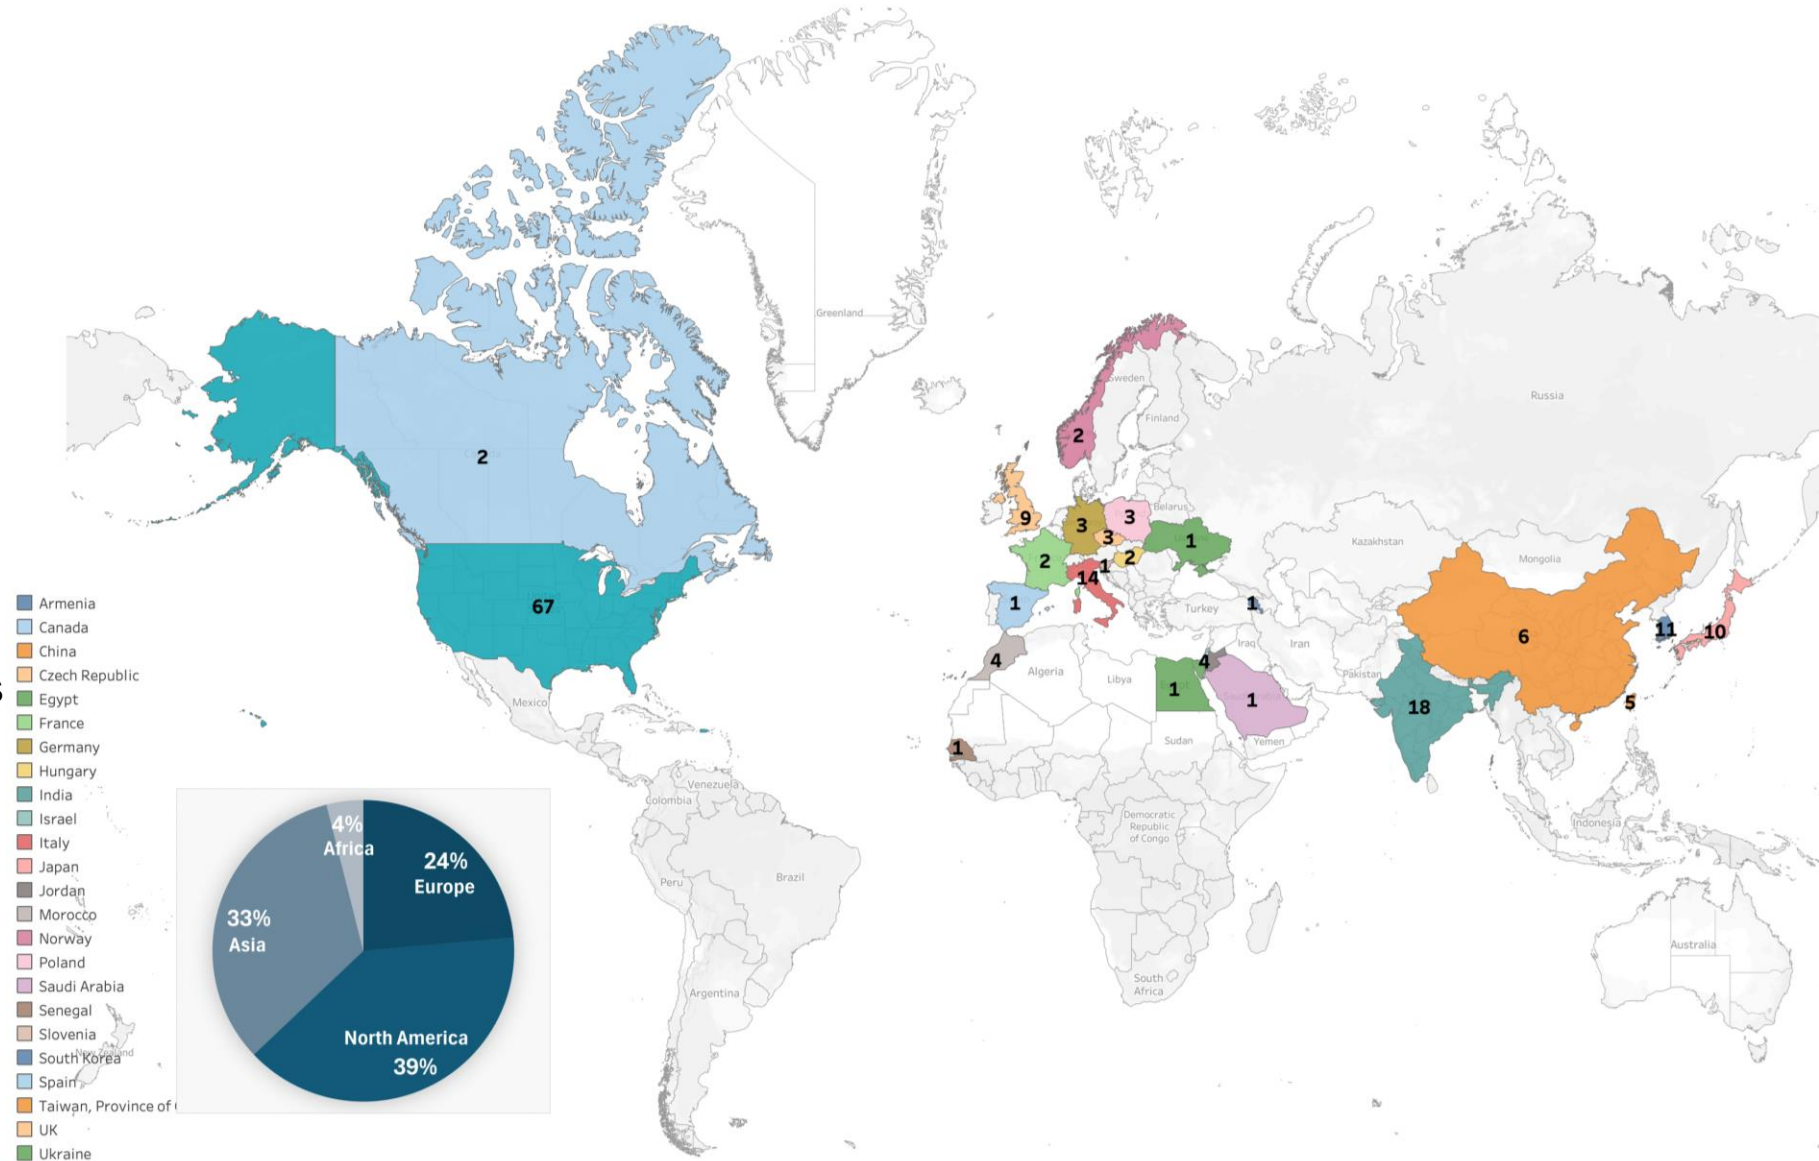 Greenland
Sweden
Finland
Russia
2
2
9
3
3
Belarus
3
1
2
2
1
14
Kazakhstan
Mongolia
67
1
Turkey
1
6
11
10
4
Algeria
Libya
4
Iraq
Iran
Pakistan
1
1
18
5
Mexico
1
Sudan
Yemen
Venezuela
Colombia
Peru
Brazil
Argentina
Democratic
Republic
of Congo
South
Africa
Indonesia
Australia
New Zealand
s
Armenia
Canada
China
Czech Republic
Egypt
France
Germany
Hungary
India
Israel
Italy
Japan
Jordan
Morocco
Norway
Poland
Saudi Arabia
Senegal
Slovenia
South Korea
Spain
Taiwan, Province of
UK
Ukraine
4%
Africa
24%
Europe
33%
Asia
North America
39%